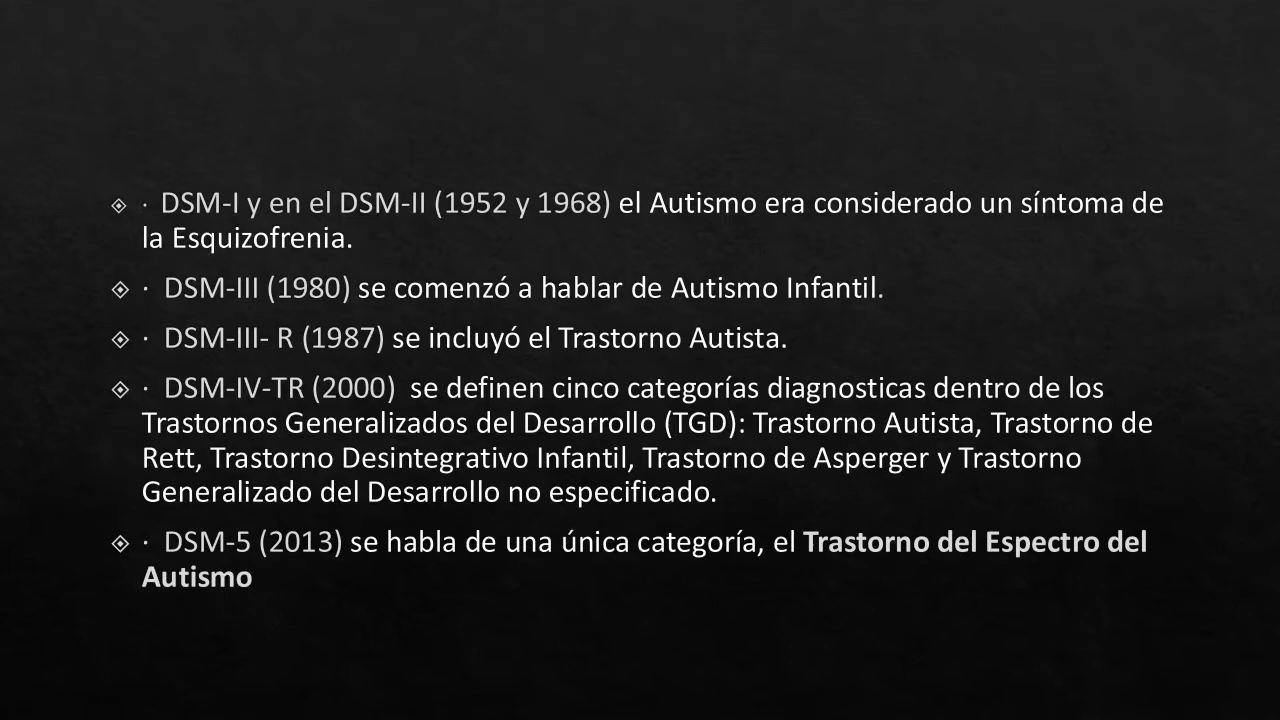 · DSM-I y en el DSM-II (1952 y 1968) el Autismo era considerado un síntoma de
la Esquizofrenia.
· DSM-III (1980) se comenzó a hablar de Autismo Infantil.
· DSM-III- R (1987) se incluyó el Trastorno Autista.
· DSM-IV-TR (2000) se definen cinco categorías diagnosticas dentro de los
Trastornos Generalizados del Desarrollo (TGD): Trastorno Autista, Trastorno de
Rett, Trastorno Desintegrativo Infantil, Trastorno de Asperger y Trastorno
Generalizado del Desarrollo no especificado.
· DSM-5 (2013) se habla de una única categoría, el Trastorno del Espectro del
Autismo